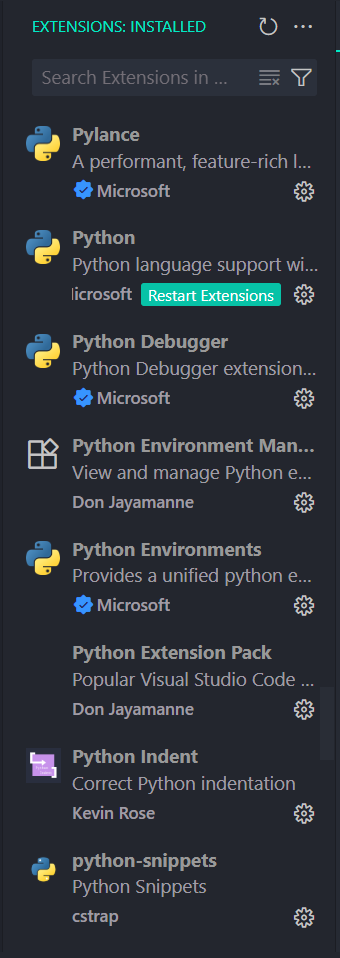 EXTENSIONS: INSTALLED
Search Extensions in ...
Pylance
A performant, feature-rich l...
Microsoft
Python
Python language support wi...
licrosoft Restart Extensions
Python Debugger
Python Debugger extension...
Microsoft
Python Environment Man...
View and manage Python e...
Don Jayamanne
Python Environments
Provides a unified python e...
Microsoft
Python Extension Pack
Popular Visual Studio Code ...
Don Jayamanne
Python Indent
Correct Python indentation
Kevin Rose
python-snippets
Python Snippets
cstrap